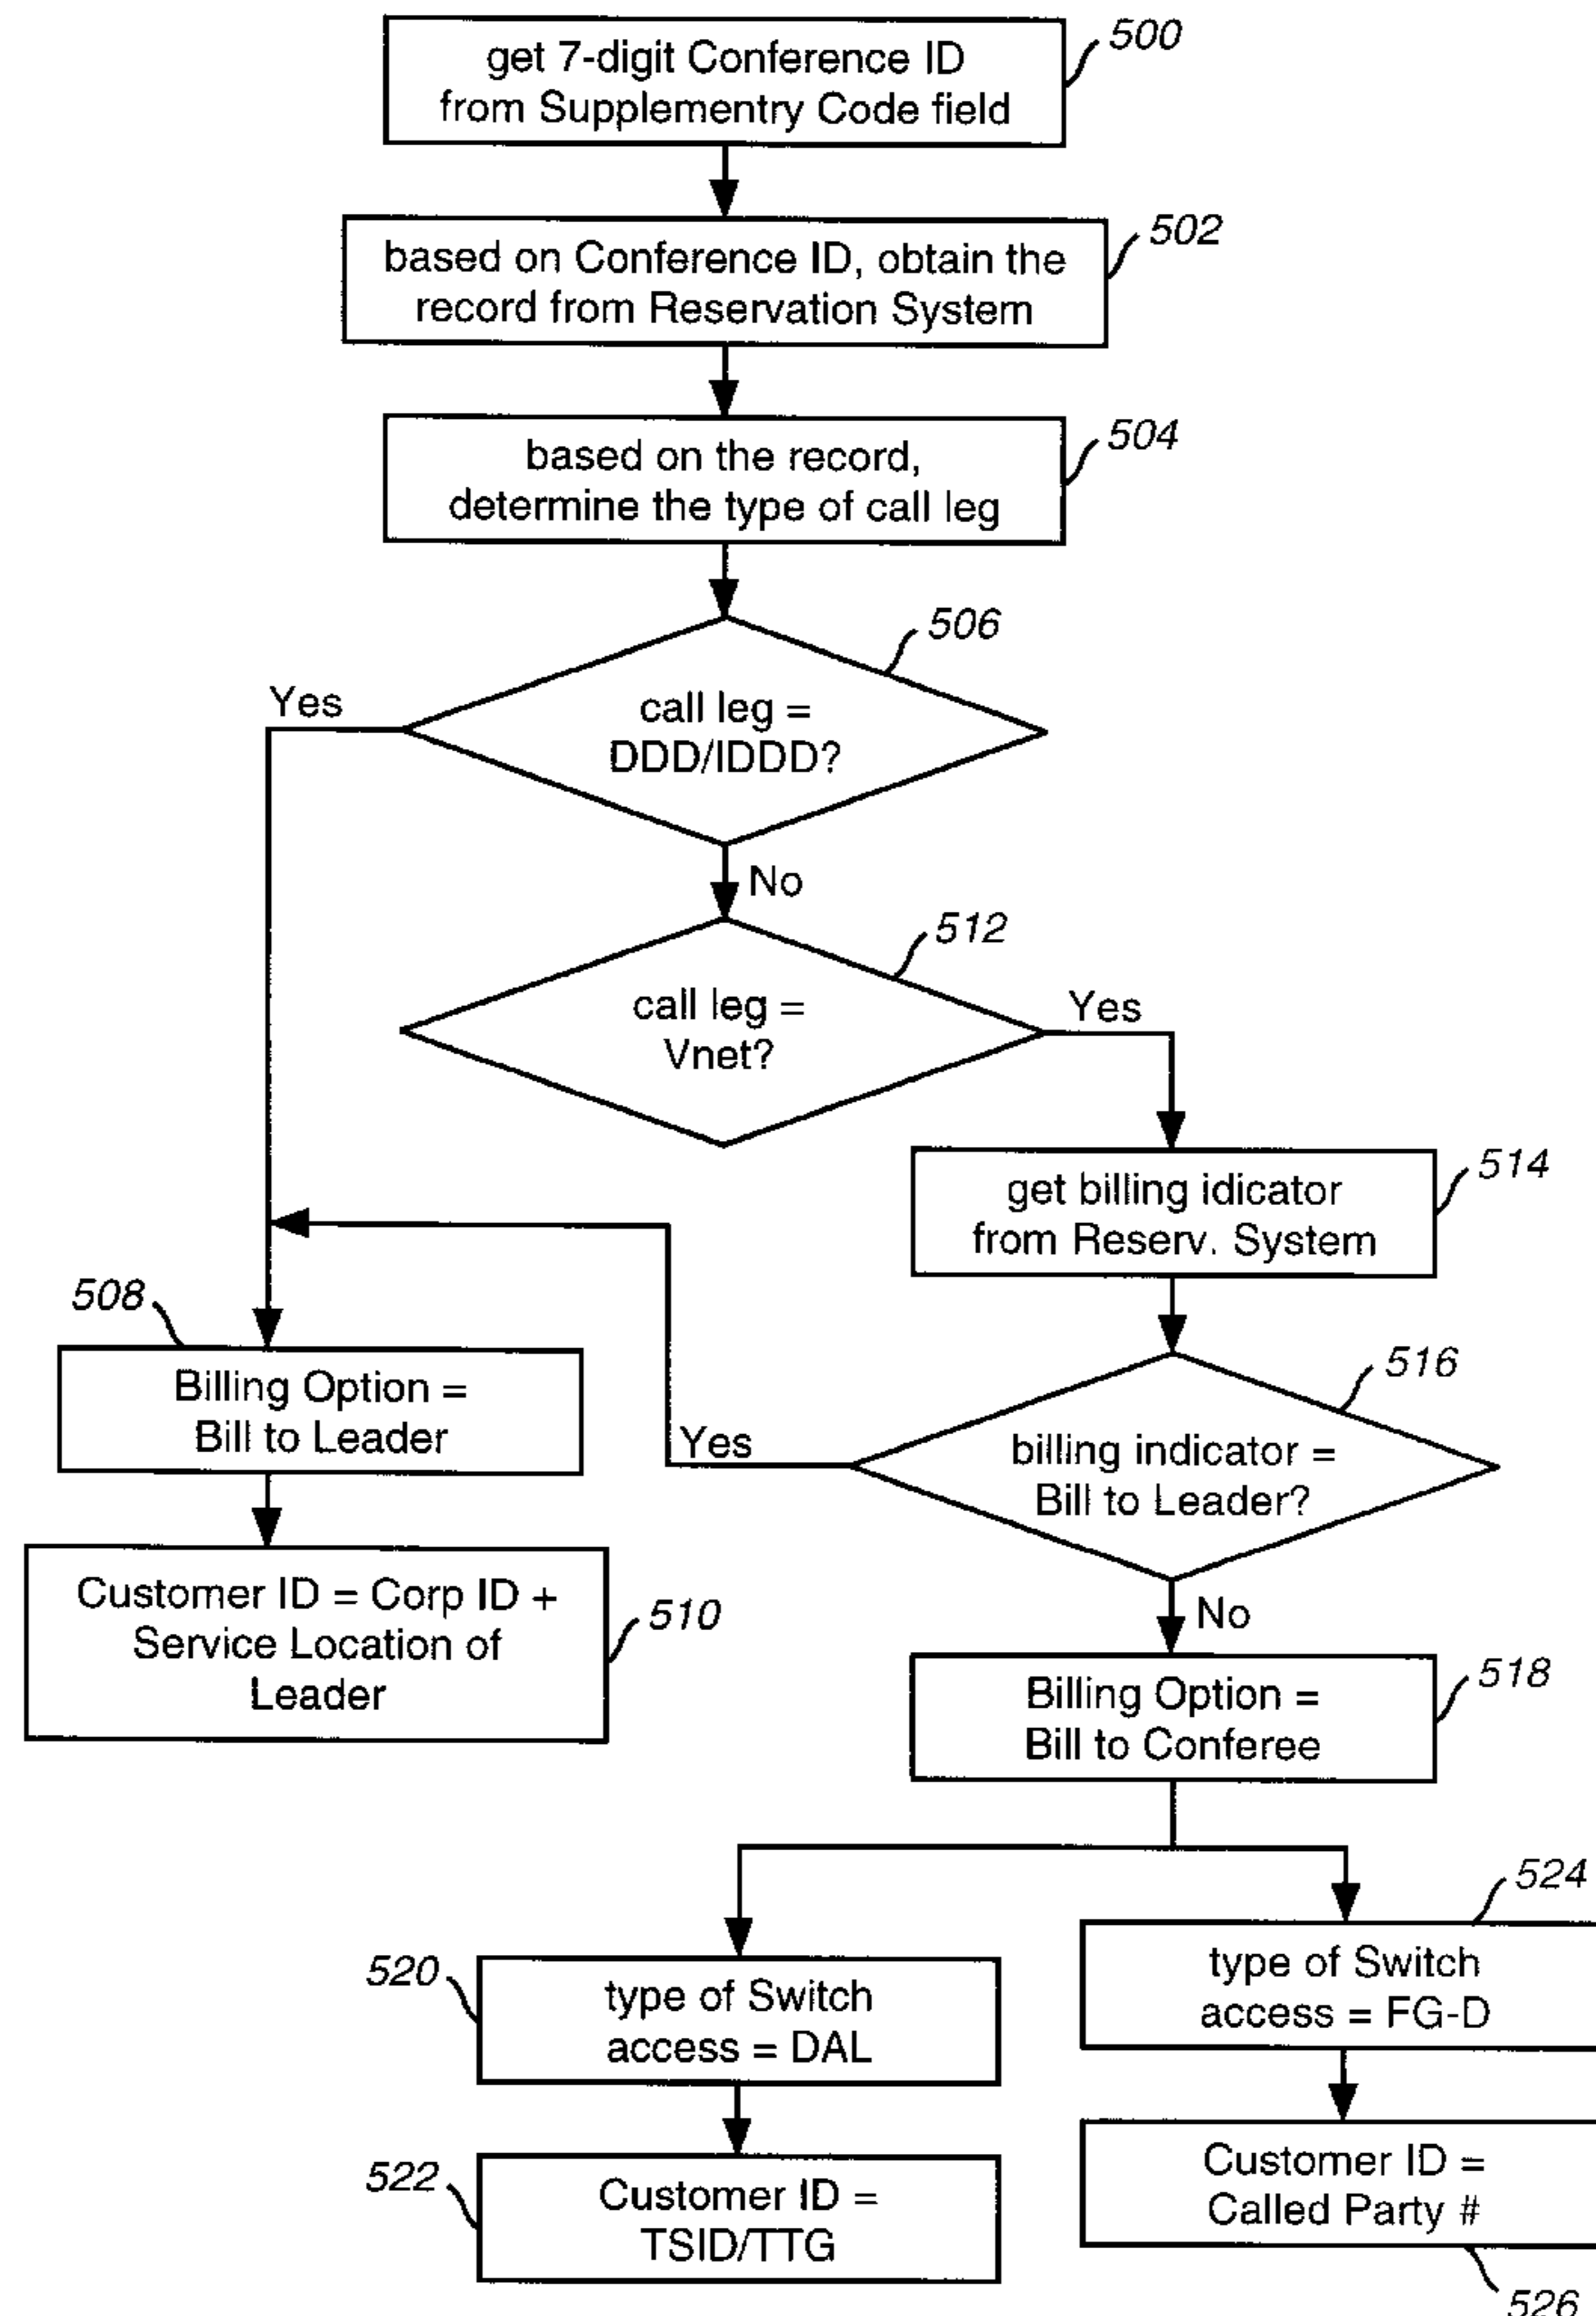 get 7-digit Conference ID
from Supplementry Code field
500
based on Conference ID, obtain the
record from Reservation System
502
based on the record,
determine the type of call leg
504
506
call leg =
DDD/IDDD?
Yes
No
512
call leg =
Vnet?
Yes
get billing idicator
from Reserv. System
514
508
Billing Option =
Bill to Leader
516
billing indicator =
Bill to Leader?
Yes
No
Customer ID = Corp ID +
Service Location of
Leader
510
Billing Option =
Bill to Conferee
518
520
type of Switch
access = DAL
524
type of Switch
access = FG-D
522
Customer ID =
TSID/TTG
Customer ID =
Called Party #
526